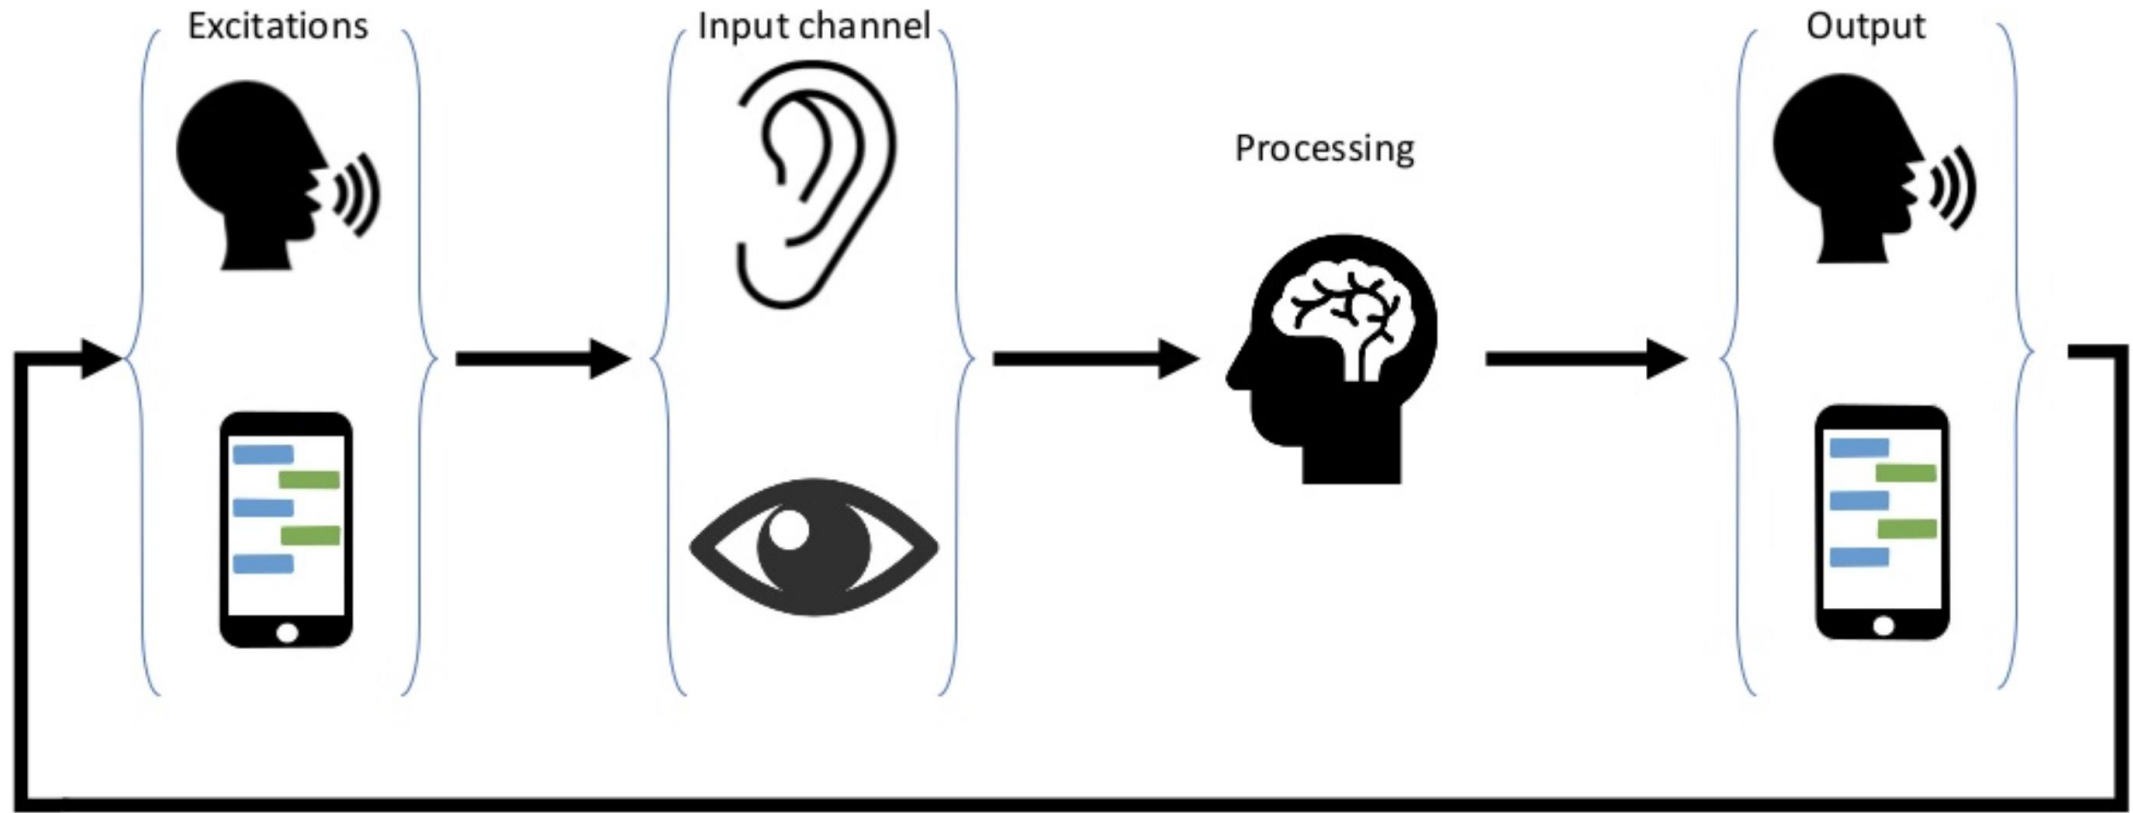 Excitations
Input channel
Processing
Output